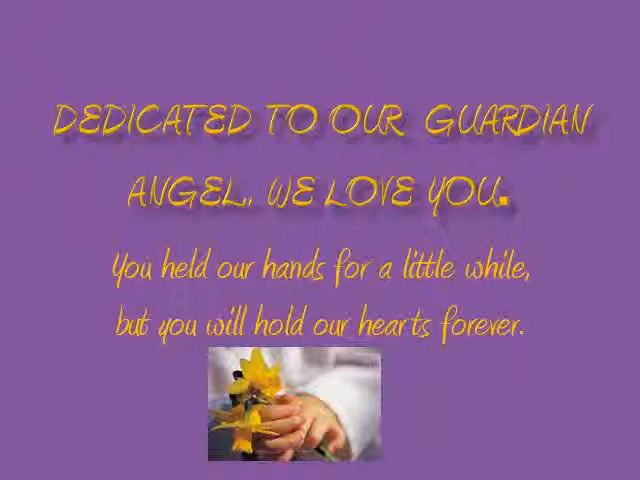 DEDICATED TO OUR GUARDIAN
ANGEL,, WE LOVE YOU.
You held our hands for a little while,
but you will hold our hearts forever.